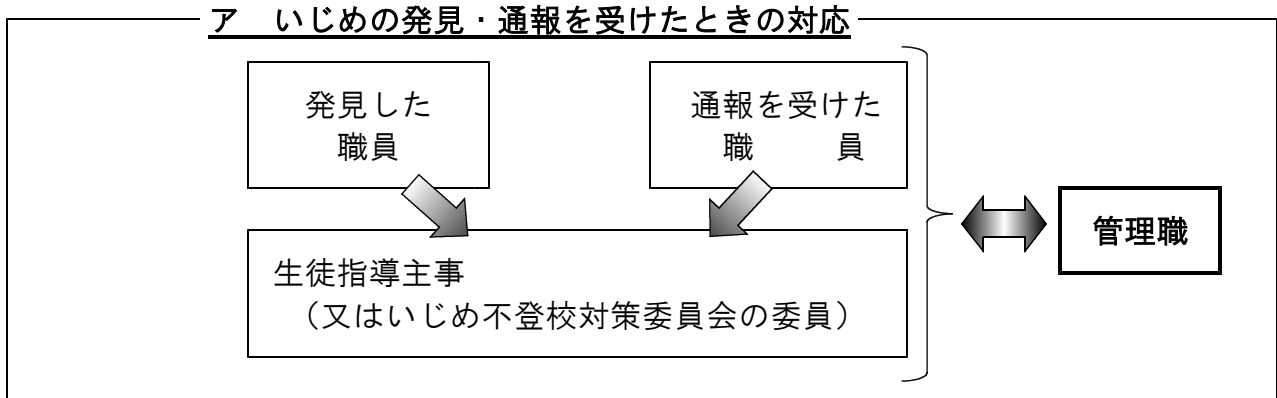 ア　いじめの発見・通報を受けたときの対応
発見した
職員
通報を受けた
職　　員
生徒指導主事
（又はいじめ不登校対策委員会の委員）
管理職